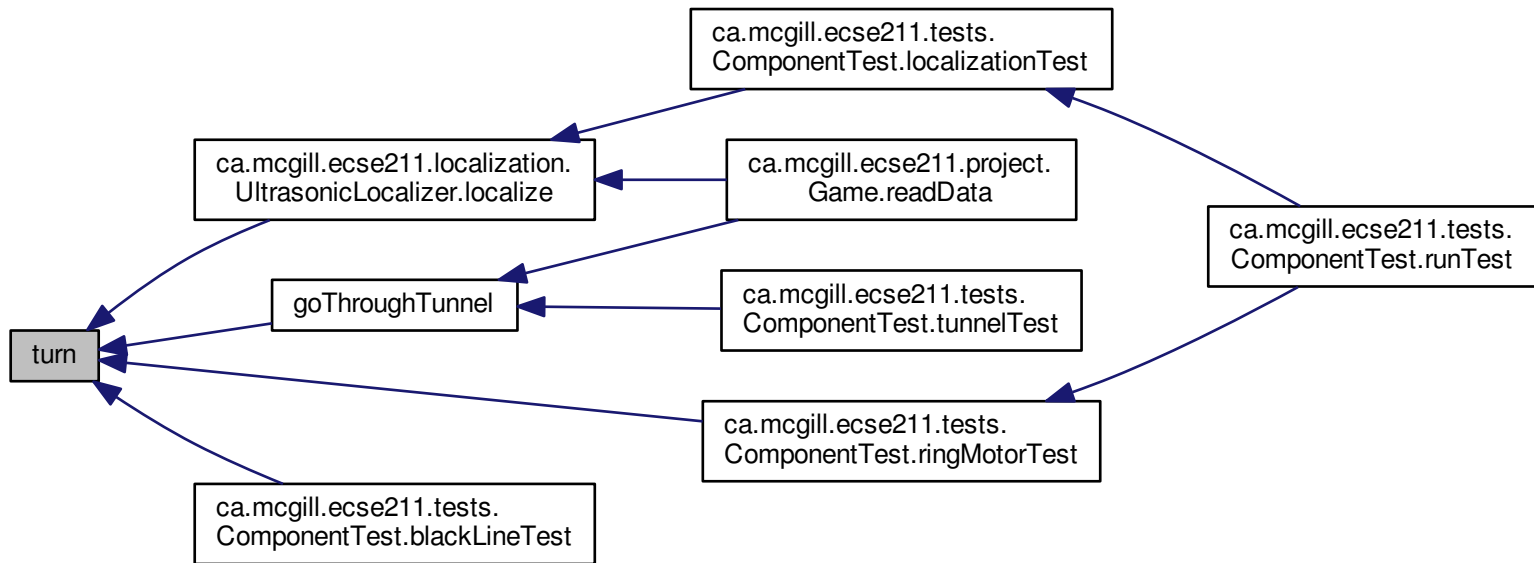 ca.mcgill.ecse211.tests.
ComponentTest.localizationTest
ca.mcgill.ecse211.localization.
UltrasonicLocalizer.localize
ca.mcgill.ecse211.project.
Game.readData
ca.mcgill.ecse211.tests.
ComponentTest.runTest
goThroughTunnel
ca.mcgill.ecse211.tests.
ComponentTest.tunnelTest
turn
ca.mcgill.ecse211.tests.
ComponentTest.ringMotorTest
ca.mcgill.ecse211.tests.
ComponentTest.blackLineTest